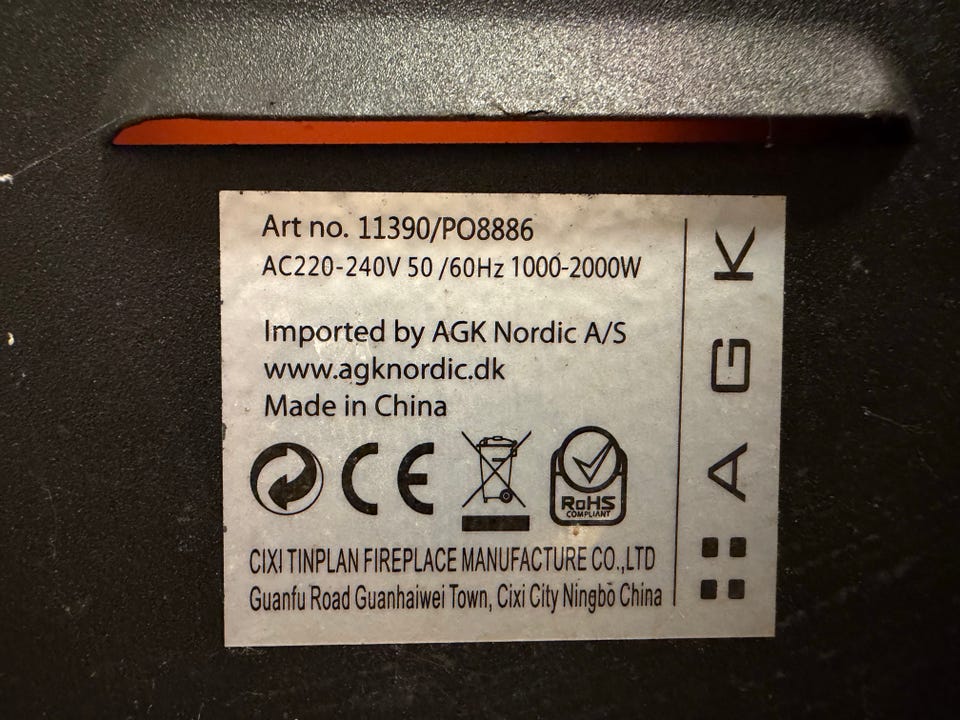 Art no. 11390/PO8886
AC220-240V 50 /60Hz 1000-2000W
Imported by AGK Nordic A/S
www.agknordic.dk
Made in China
CE
RoHS
COMPLIANT
CIXI TINPLAN FIREPLACE MANUFACTURE CO.,LTD
Guanfu Road Guanhaiwei Town, Cixi City Ningbo China
AGK